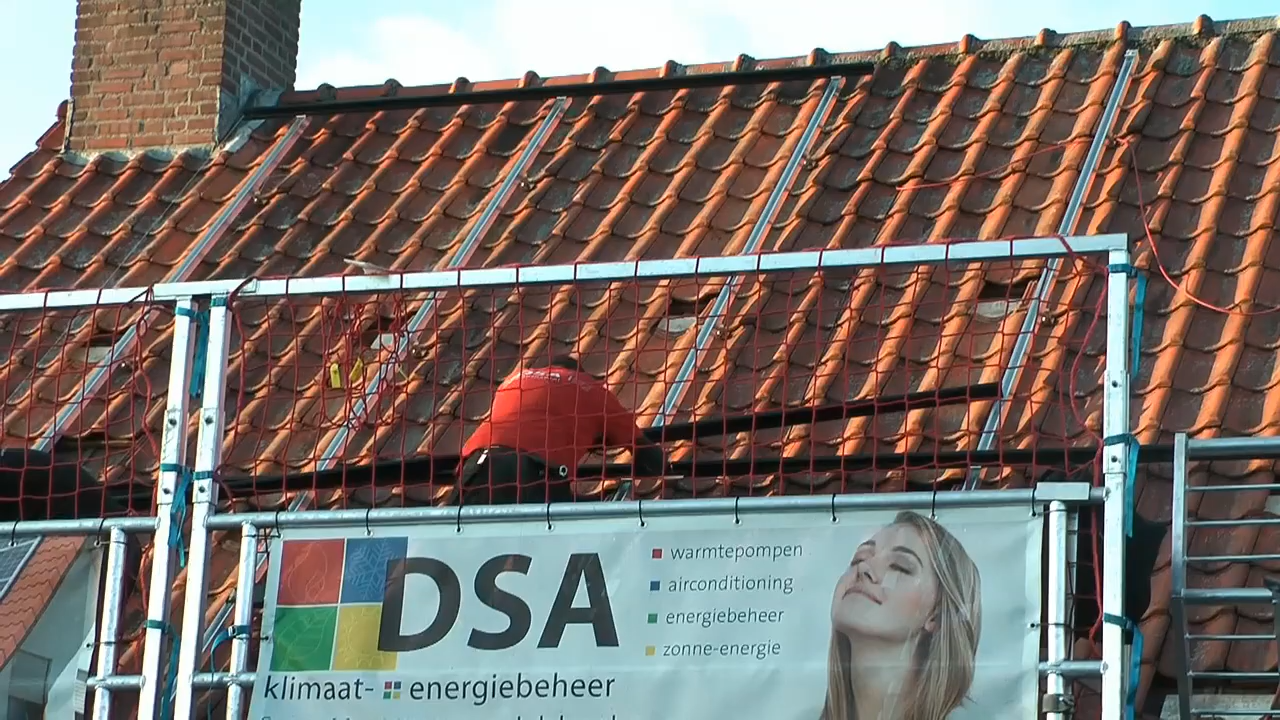 DSA
klimaat- energiebeheer
warmtepompen
airconditioning
energiebeheer
zonne-energie